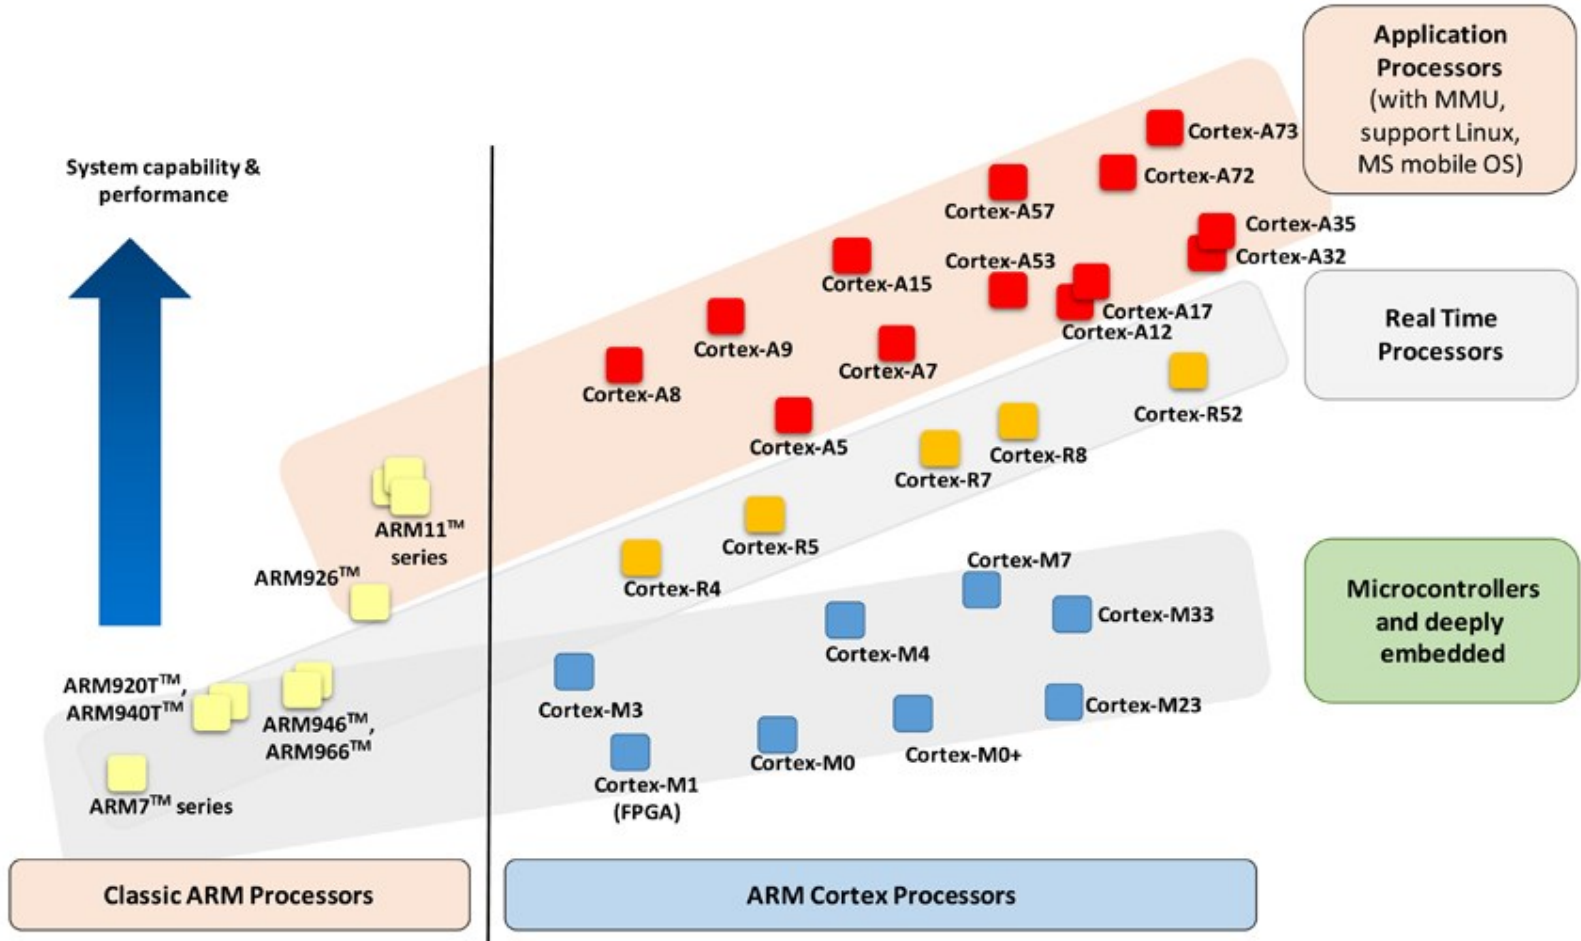 Application
Processors
(with MMU,
support Linux,
MS mobile OS)
System capability &
performance
Cortex-A73
Cortex-A72
Cortex-A57
Cortex-A35
Cortex-A32
Cortex-A53
Cortex-A15
Cortex-A17
Cortex-A12
Cortex-A9
Cortex-A7
Cortex-A8
Cortex-A5
Real Time
Processors
Cortex-R52
Cortex-R8
Cortex-R7
Cortex-R5
Cortex-R4
ARM11™
series
ARM926™
Cortex-M7
Cortex-M33
Cortex-M4
Cortex-M3
Cortex-M23
Cortex-M0+
Cortex-M0
Cortex-M1
(FPGA)
Microcontrollers
and deeply
embedded
ARM920T™,
ARM940T™
ARM946™,
ARM966™
ARM7™ series
Classic ARM Processors
ARM Cortex Processors